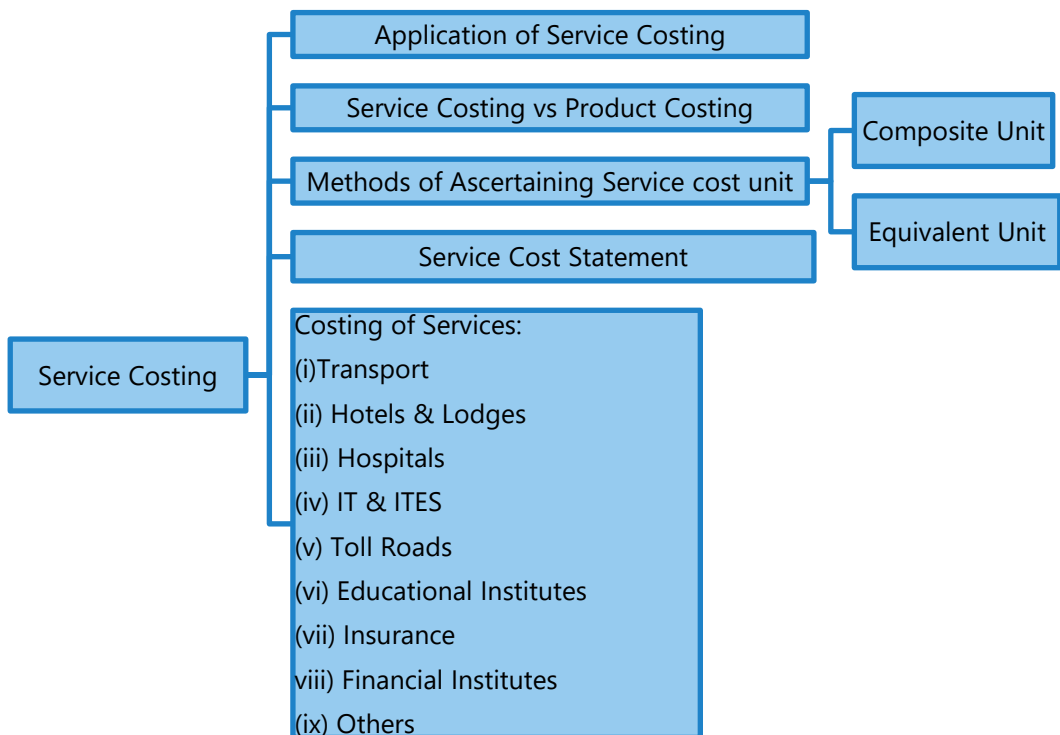 Application of Service Costing
Service Costing vs Product Costing
Composite Unit
Methods of Ascertaining Service cost unit
Equivalent Unit
Service Cost Statement
Service Costing
Costing of Services:
(i)Transport
(ii) Hotels & Lodges
(iii) Hospitals
(iv) IT & ITES
(v) Toll Roads
(vi) Educational Institutes
(vii) Insurance
viii) Financial Institutes
(ix) Others